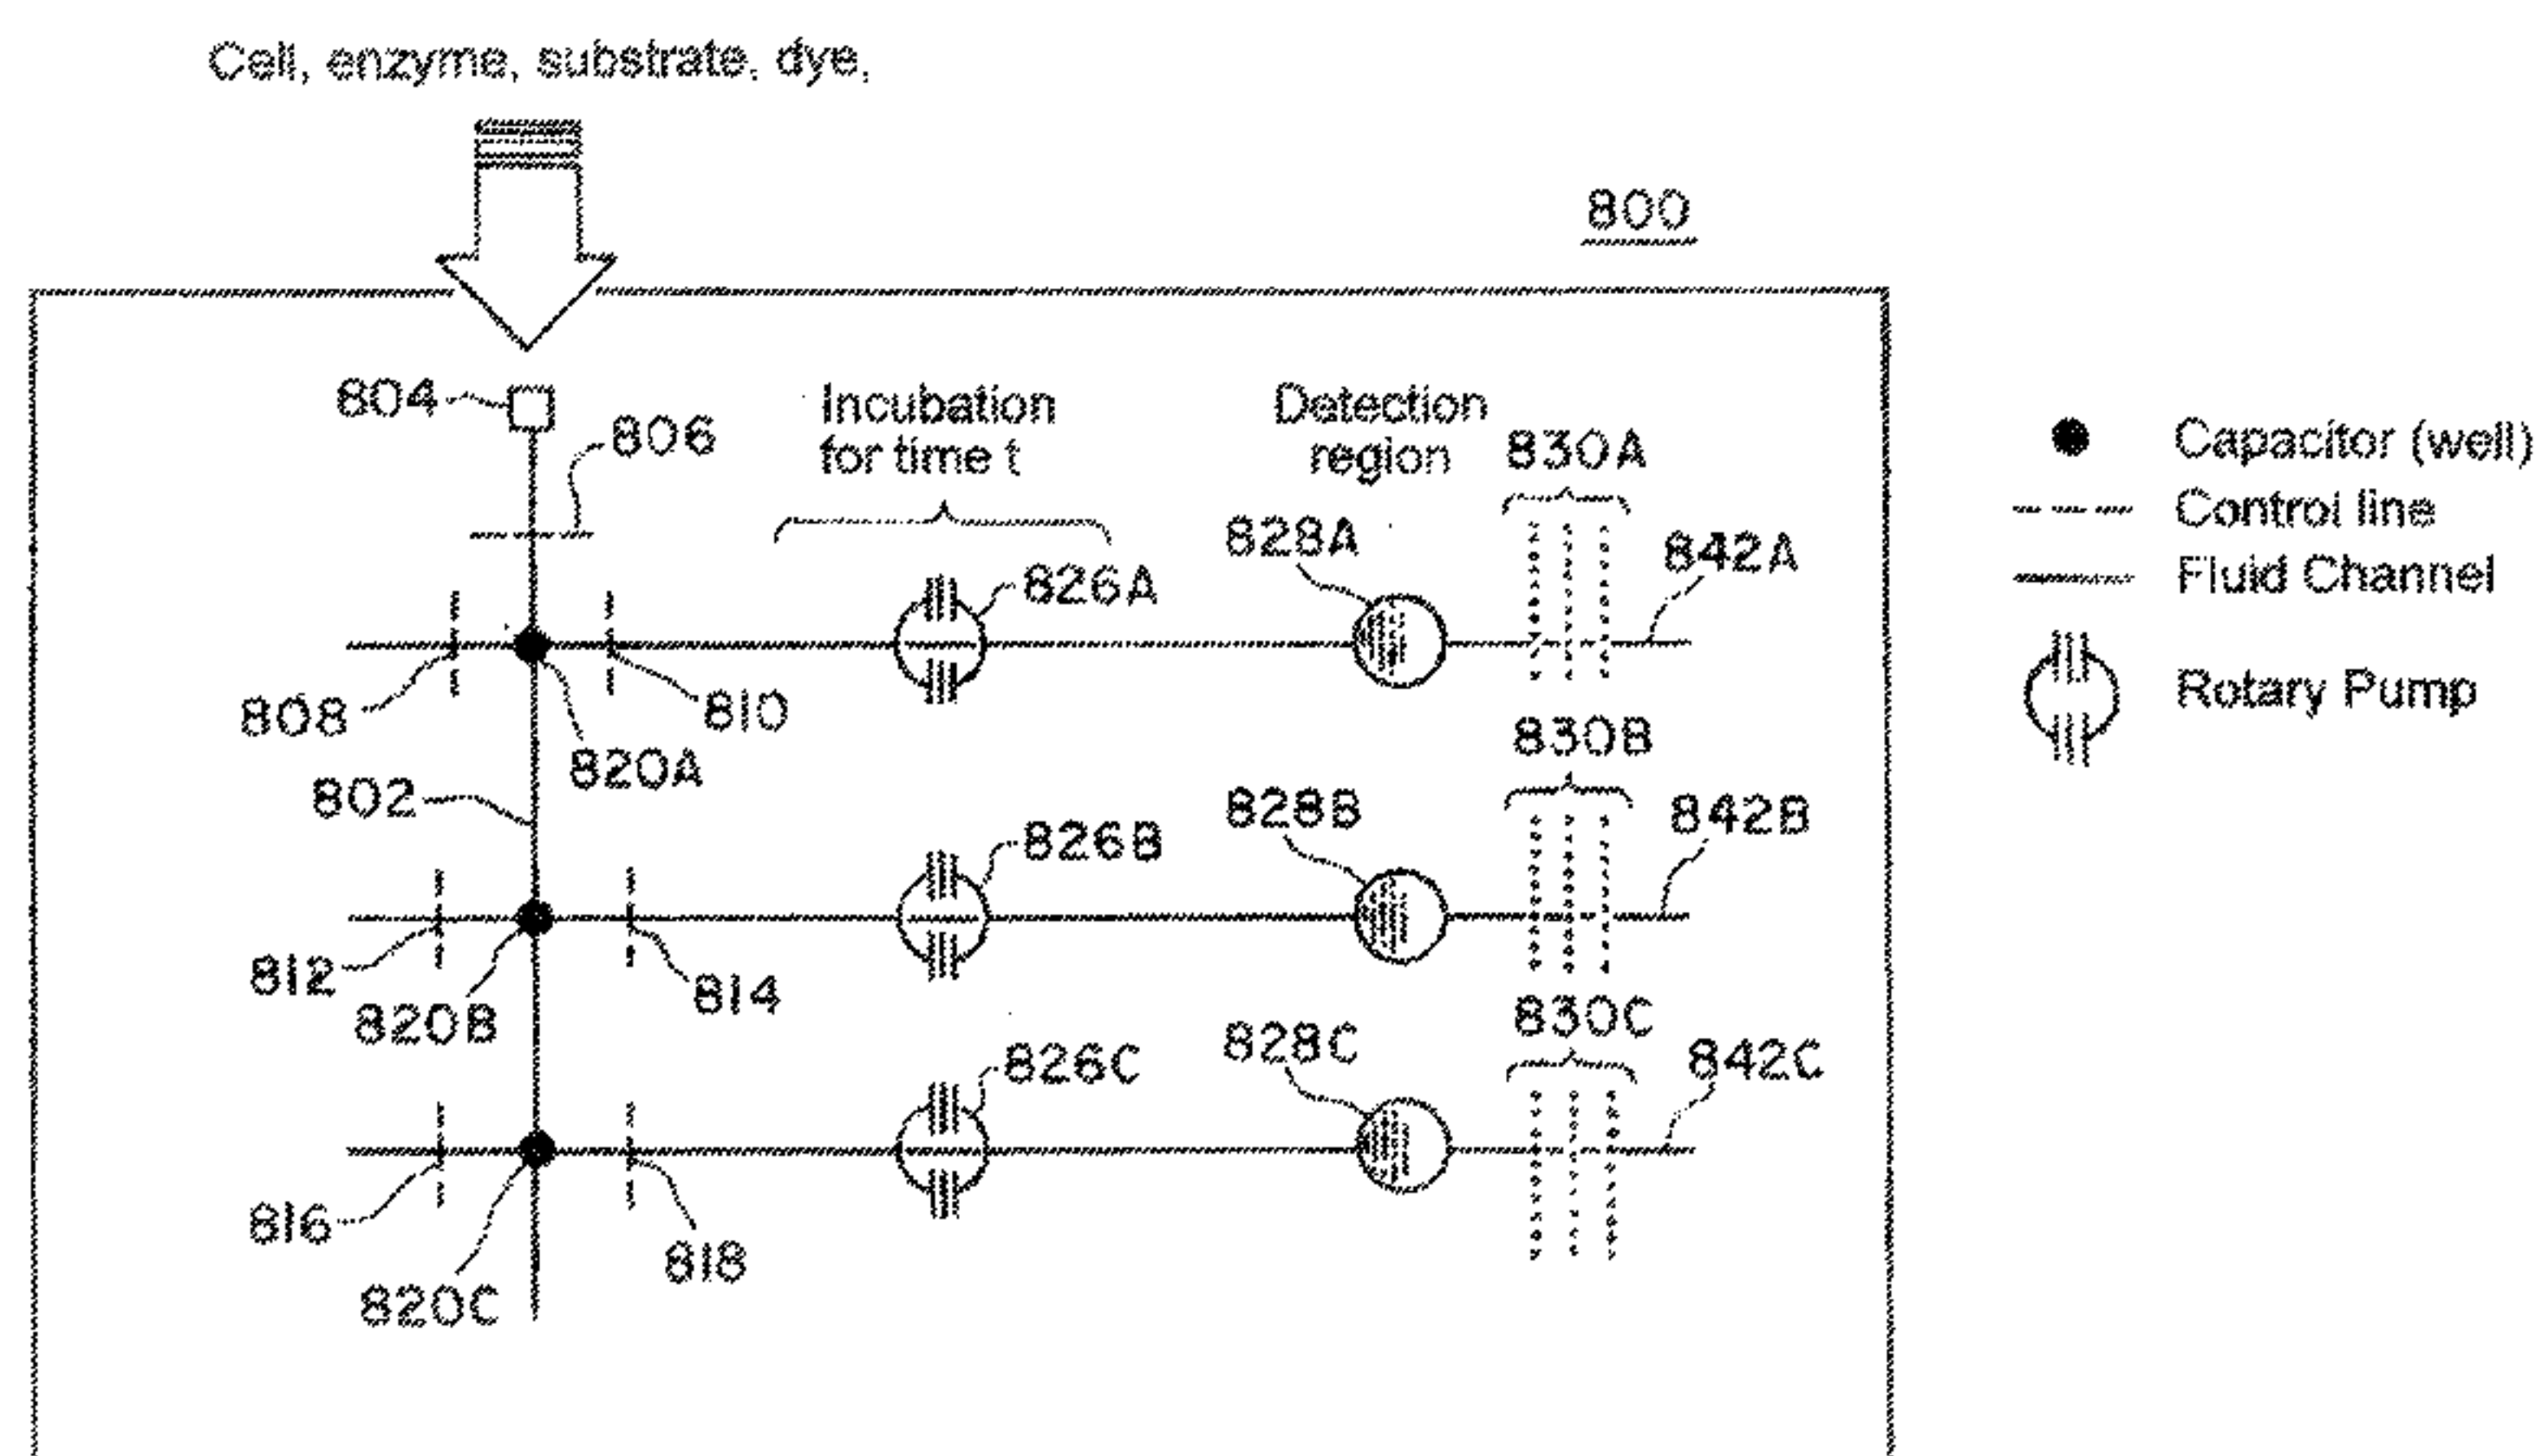 Cell, enzyme, substrate, dye,
800
804
806
Incubation
for time t
Detection
region
830A
828A
842A
826A
808
810
820A
802
830B
828B
842B
826B
812
814
820B
830C
828C
842C
826C
816
818
820C
Capacitor (well)
Control line
Fluid Channel
Rotary Pump